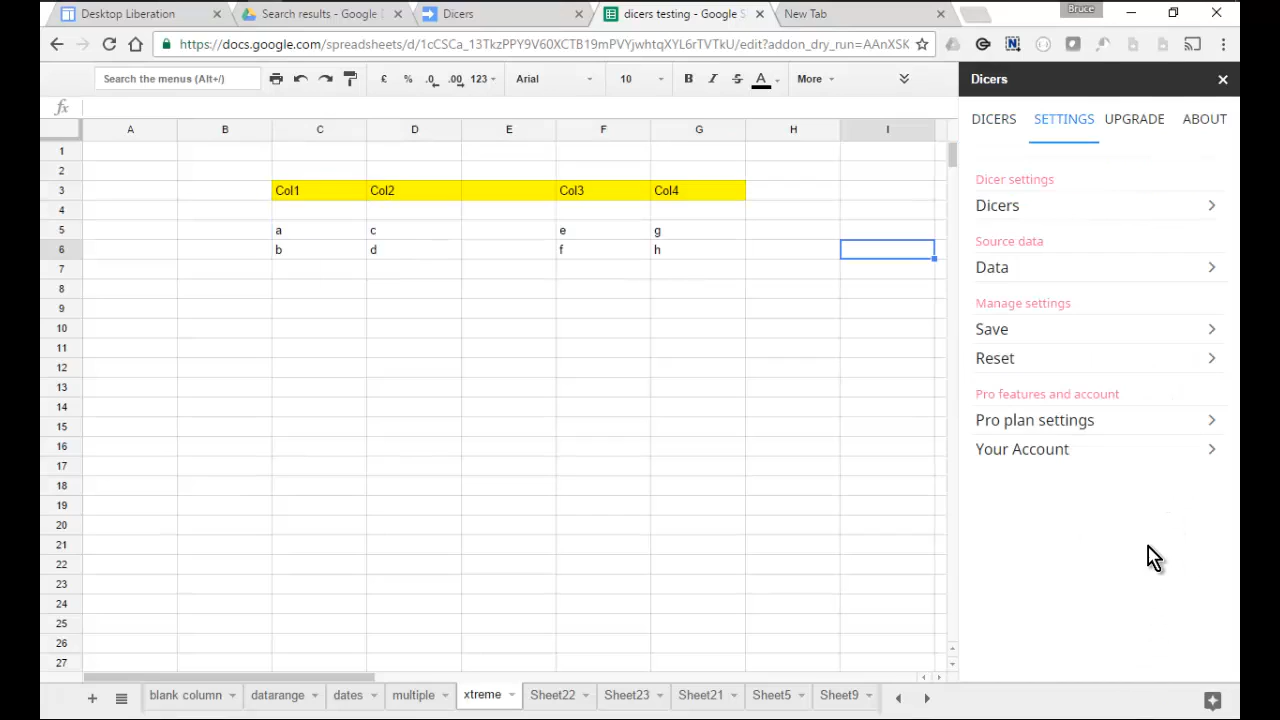 Desktop Liberation
Search results - Google
Dicers
dicers testing - Google S
New Tab
Bruce
https://docs.google.com/spreadsheets/d/1cCSCa_13TkzPPY9V60XCTB19mPVYjwhtqXYL6rTVTkU/edit?addon_dry_run=AAnXSK
Search the menus (Alt+/)
£ % .0 .00 123 Arial 10 B I S A More
Dicers
fx
DICERS SETTINGS UPGRADE ABOUT
A B C D E F G H I
1
2
3 Col1 Col2 Col3 Col4
4
5 a c e g
6 b d f h
7
8
9
10
11
12
13
14
15
16
17
18
19
20
21
22
23
24
25
26
27
Dicer settings
Dicers
Source data
Data
Manage settings
Save
Reset
Pro features and account
Pro plan settings
Your Account
blank column datarange dates multiple xtreme Sheet22 Sheet23 Sheet21 Sheet5 Sheet9